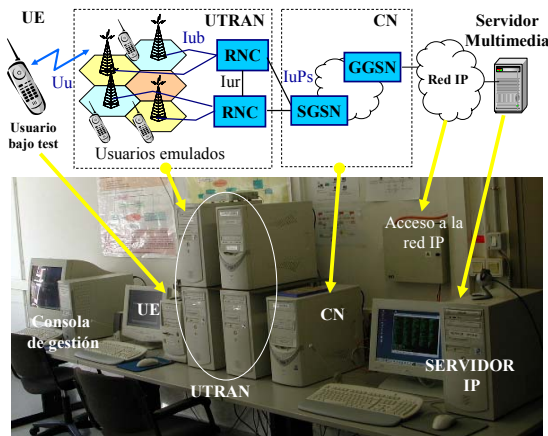 UE
UTRAN
CN
Servidor
Multimedia
Iub
RNC
IuPs
GGSN
Red IP
Uu
Iur
RNC
SGSN
Usuario
bajo test
Usuarios emulados
Acceso a la
red IP
Consola
de gestión
UE
CN
SERVIDOR
IP
UTRAN